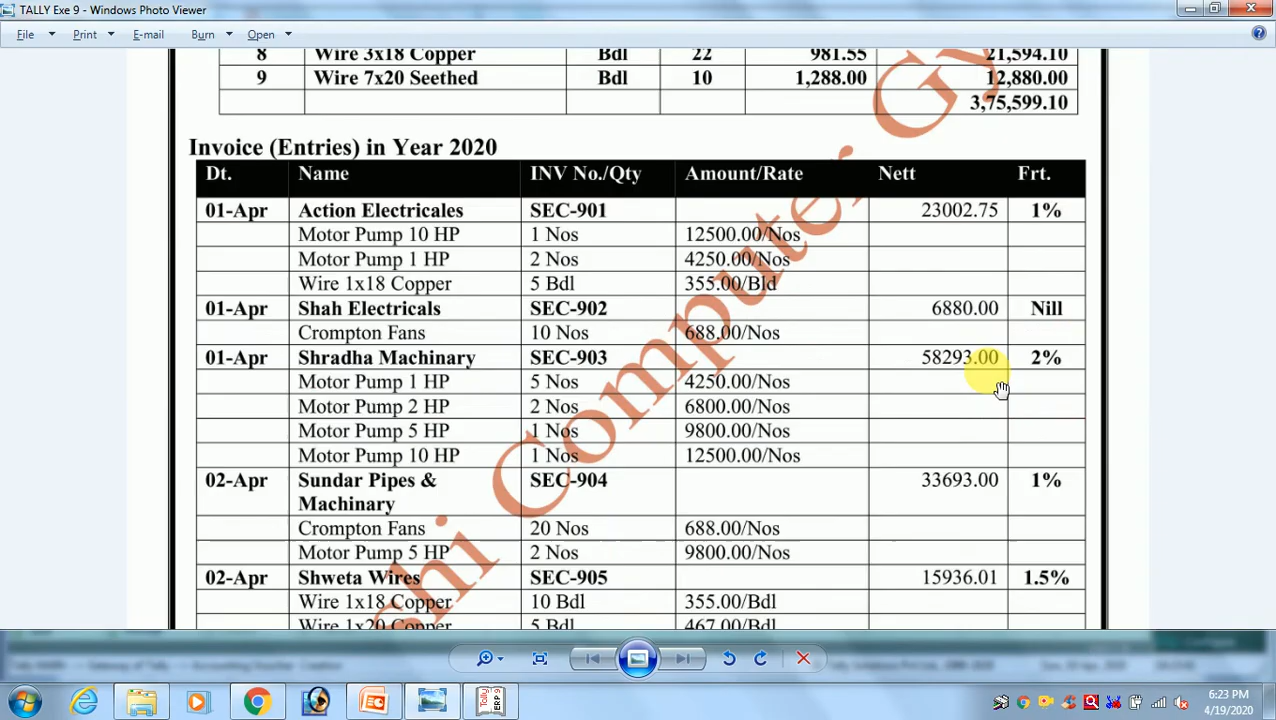 TALLY Exe 9 - Windows Photo Viewer
File Print E-mail Burn Open
8 Wire 3x18 Copper Bdl 22 981.55 21,594.10
9 Wire 7x20 Seethed Bdl 10 1,288.00 12,880.00
3,75,599.10
Invoice (Entries) in Year 2020
Dt. Name INV No./Qty Amount/Rate Nett Frt.
01-Apr Action Electricales SEC-901 23002.75 1%
Motor Pump 10 HP 1 Nos 12500.00/Nos
Motor Pump 1 HP 2 Nos 4250.00/Nos
Wire 1x18 Copper 5 Bdl 355.00/Bld
01-Apr Shah Electricals SEC-902 6880.00 Nill
Crompton Fans 10 Nos 688.00/Nos
01-Apr Shradha Machinary SEC-903 58293.00 2%
Motor Pump 1 HP 5 Nos 4250.00/Nos
Motor Pump 2 HP 2 Nos 6800.00/Nos
Motor Pump 5 HP 1 Nos 9800.00/Nos
Motor Pump 10 HP 1 Nos 12500.00/Nos
02-Apr Sundar Pipes & SEC-904 33693.00 1%
Machinary
Crompton Fans 20 Nos 688.00/Nos
Motor Pump 5 HP 2 Nos 9800.00/Nos
02-Apr Shweta Wires SEC-905 15936.01 1.5%
Wire 1x18 Copper 10 Bdl 355.00/Bdl
Wire 1x20 Copper 5 Bdl 467.00/Bdl
shi Computer Gy
Tally
ERP 9
6:23 PM
4/19/2020